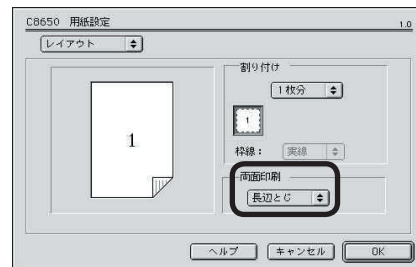 C8650 用紙設定
1.0
レイアウト
割り付け
1枚分
1
1
枠線：
実線
両面印刷
長辺とじ
ヘルプ
キャンセル
OK